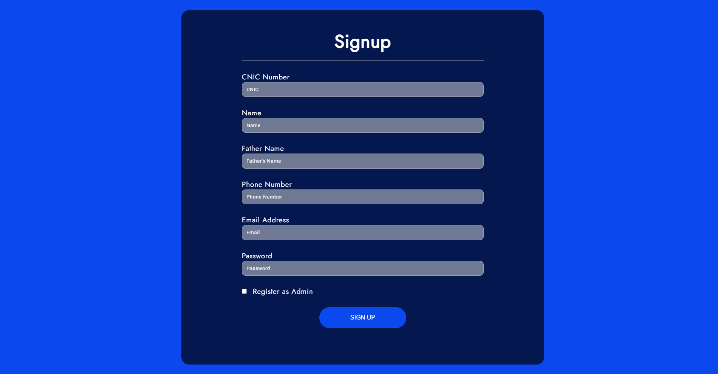 Signup
CNIC Number
CNIC
Name
Name
Father Name
Father's Name
Phone Number
Phone Number
Email Address
Email
Password
Password
Register as Admin
SIGN UP